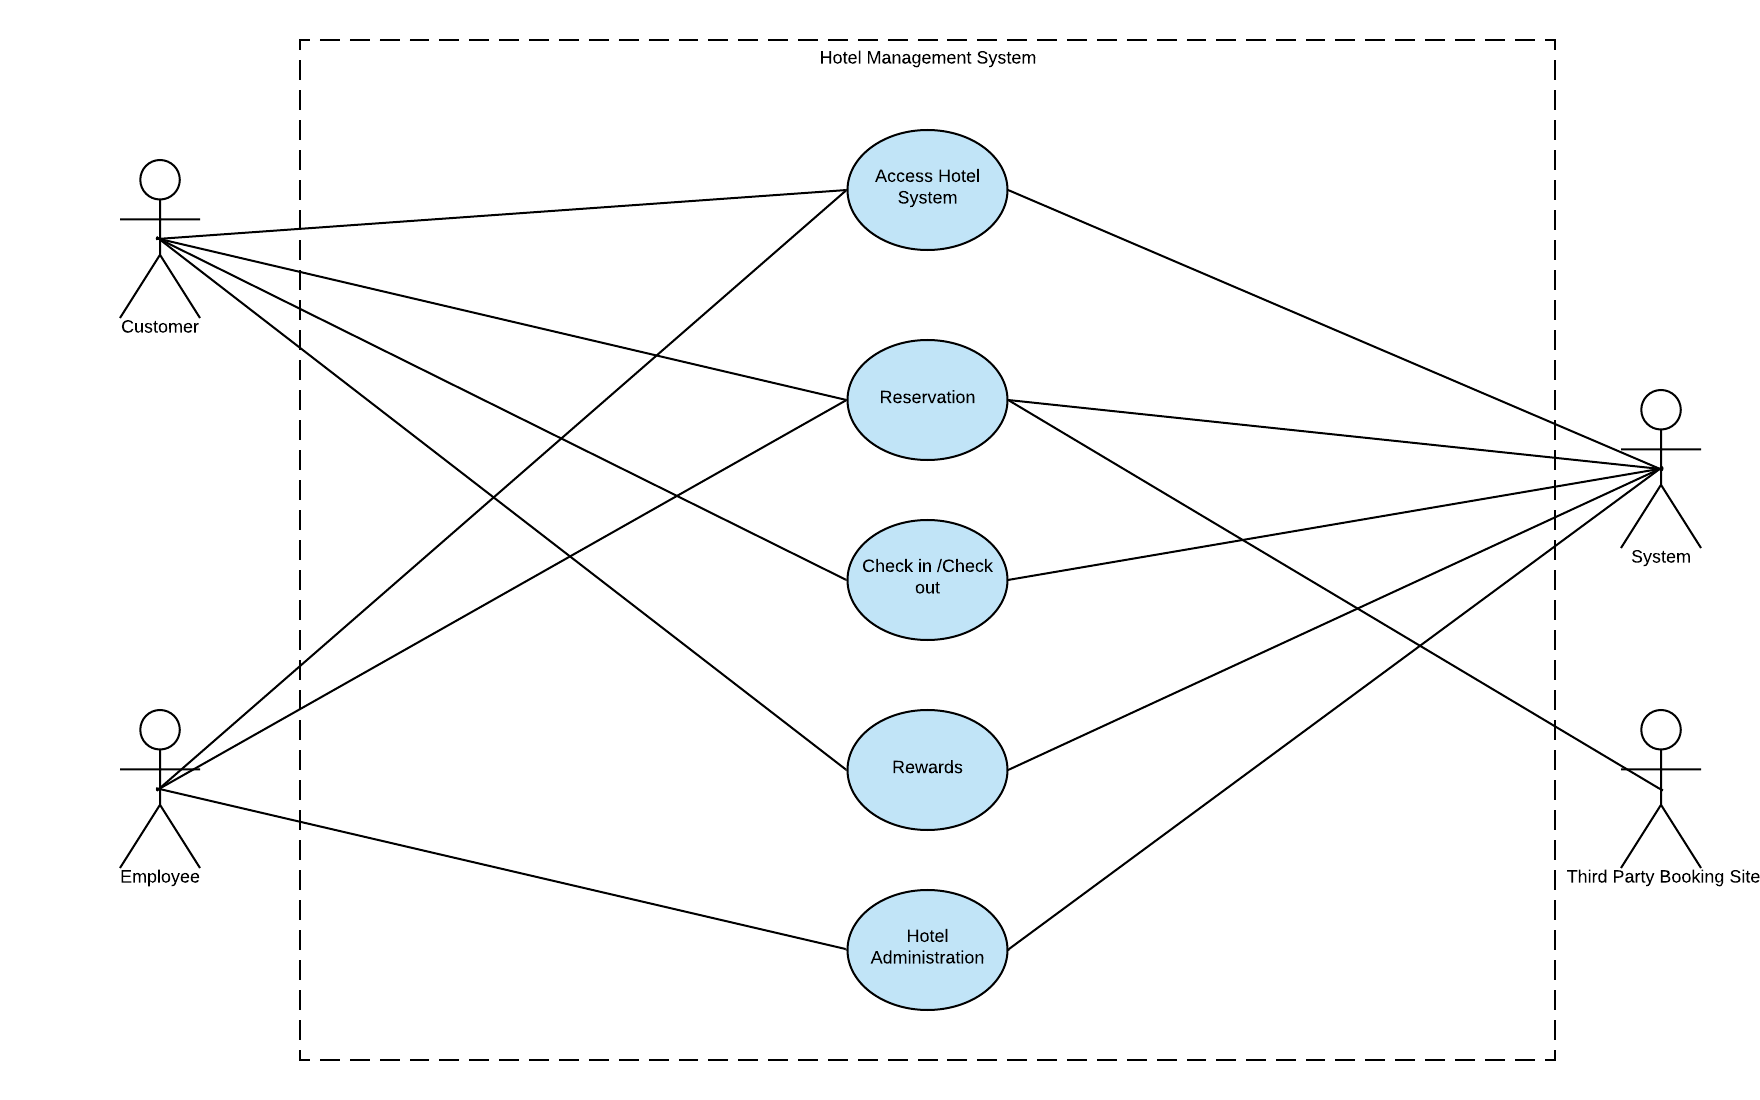 Hotel Management System
Access Hotel
System
Customer
Reservation
Check in /Check
out
System
Rewards
Employee
Third Party Booking Site
Hotel
Administration